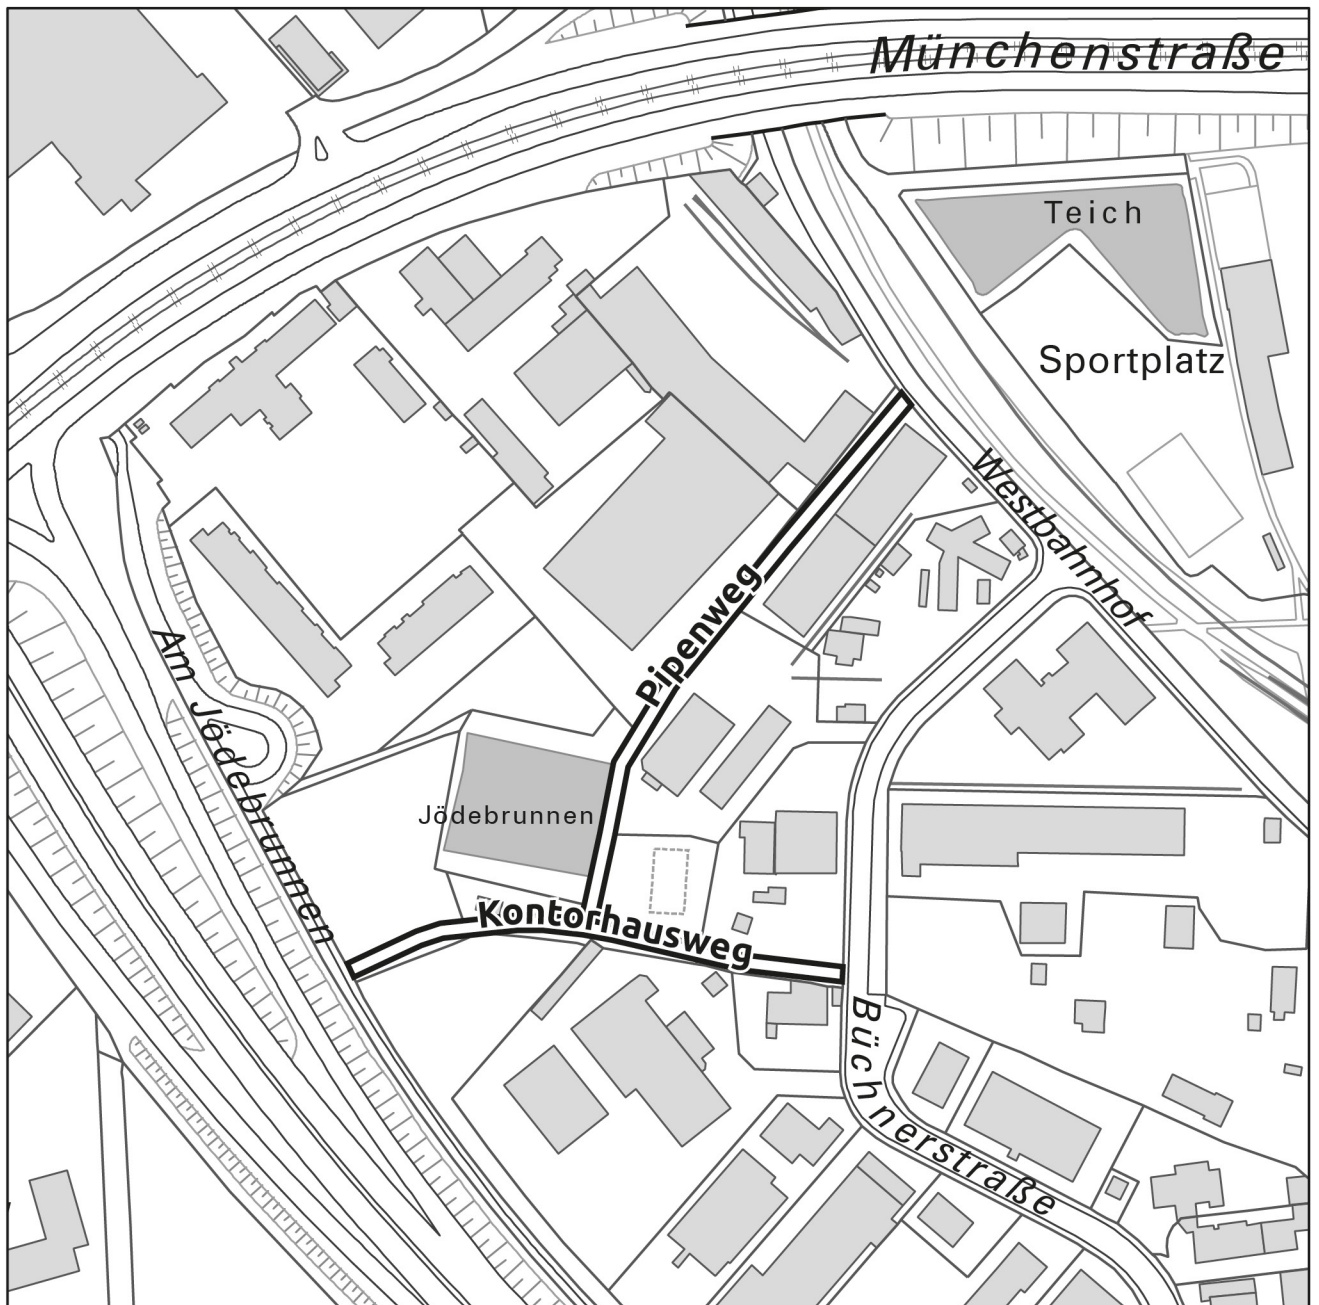 Münchenstraße
Teich
Sportplatz
Westbahnhof
Pipenweg
Am Jödebrunnen
Jödebrunnen
Kontorhausweg
Büchnerstraße